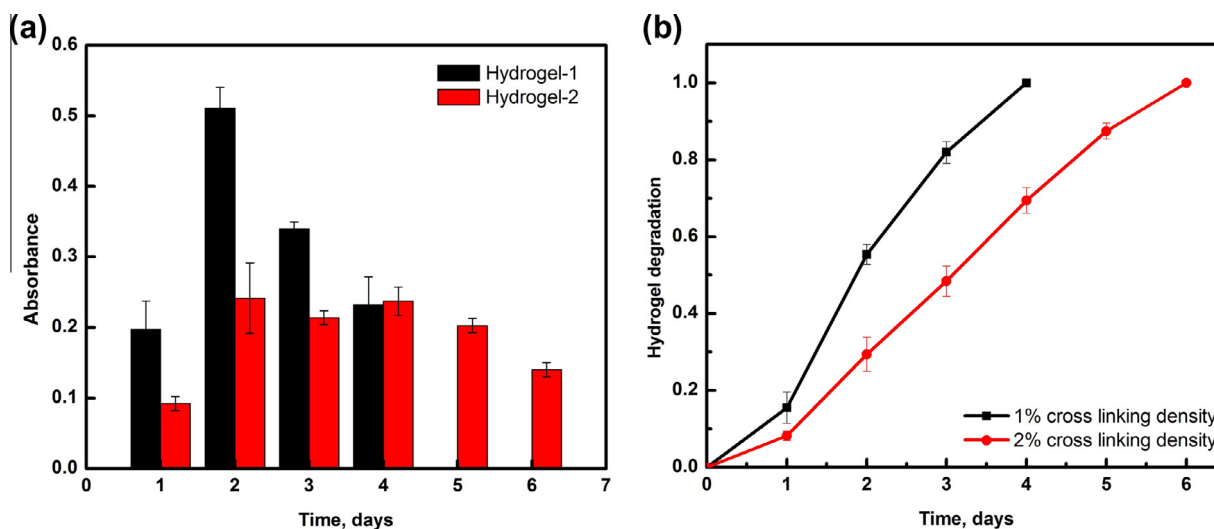 (a)
Absorbance
0.6
0.5
0.4
0.3
0.2
0.1
0.0
Hydrogel-1
Hydrogel-2
0 1 2 3 4 5 6 7
Time, days
(b)
Hydrogel degradation
1.0
0.8
0.6
0.4
0.2
0.0
1% cross linking density
2% cross linking density
0 1 2 3 4 5 6
Time, days